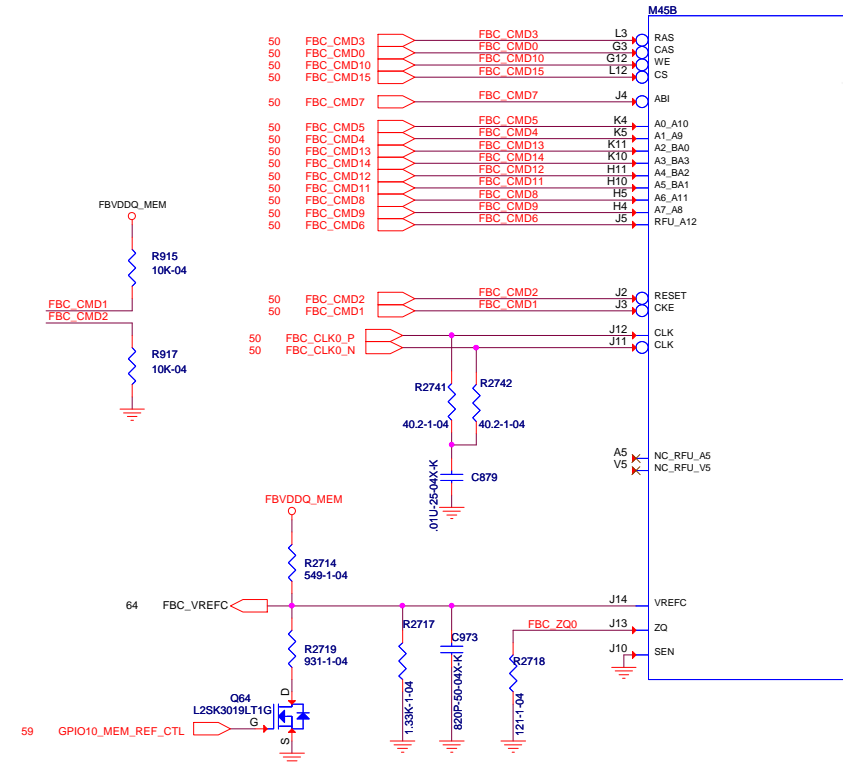 M45B
50 FBC_CMD3 FBC_CMD3 L3 RAS
50 FBC_CMD0 FBC_CMD0 G3 CAS
50 FBC_CMD10 FBC_CMD10 G12 WE
50 FBC_CMD15 FBC_CMD15 L12 CS
50 FBC_CMD7 FBC_CMD7 J4 ABI
50 FBC_CMD5 FBC_CMD5 K4 A0_A10
50 FBC_CMD4 FBC_CMD4 K5 A1_A9
50 FBC_CMD13 FBC_CMD13 K11 A2_BA0
50 FBC_CMD14 FBC_CMD14 K10 A3_BA3
50 FBC_CMD12 FBC_CMD12 H11 A4_BA2
50 FBC_CMD11 FBC_CMD11 H10 A5_BA1
50 FBC_CMD8 FBC_CMD8 H5 A6_A11
50 FBC_CMD9 FBC_CMD9 H4 A7_A8
50 FBC_CMD6 FBC_CMD6 J5 RFU_A12
FBVDDQ_MEM
R915
10K-04
FBC_CMD1
FBC_CMD2
R917
10K-04
50 FBC_CMD2 FBC_CMD2 J2 RESET
50 FBC_CMD1 FBC_CMD1 J3 CKE
50 FBC_CLK0_P J12 CLK
50 FBC_CLK0_N J11 CLK
R2741
40.2-1-04
R2742
40.2-1-04
A5 NC_RFU_A5
V5 NC_RFU_V5
C879
.01U-25-04X-K
FBVDDQ_MEM
R2714
549-1-04
64 FBC_VREFC J14 VREFC
R2719
931-1-04
R2717
1.33K-1-04
C973
820P-50-04X-K
FBC_ZQ0 J13 ZQ
R2718
121-1-04
J10 SEN
Q64
L2SK3019LT1G
D
G
S
59 GPIO10_MEM_REF_CTL